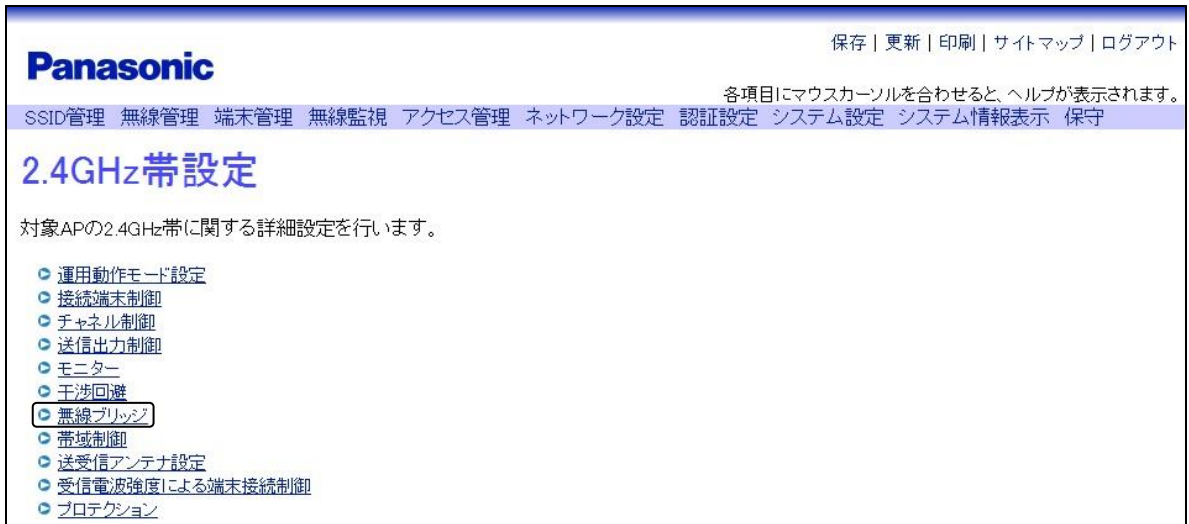 保存 | 更新 | 印刷 | サイトマップ | ログアウト
Panasonic
各項目にマウスカーソルを合わせると、ヘルプが表示されます。
SSID管理 無線管理 端末管理 無線監視 アクセス管理 ネットワーク設定 認証設定 システム設定 システム情報表示 保守
2.4GHz帯設定
対象APの2.4GHz帯に関する詳細設定を行います。
運用動作モード設定
接続端末制御
チャネル制御
送信出力制御
モニター
干渉回避
無線ブリッジ
帯域制御
送受信アンテナ設定
受信電波強度による端末接続制御
プロテクション